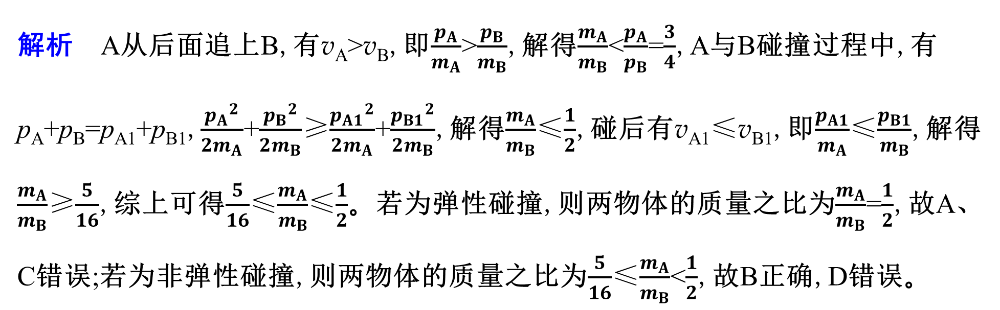 解析 A从后面追上B, 有v_A>v_B, 即p_A/m_A>p_B/m_B, 解得m_A/m_B<p_A/p_B=3/4, A与B碰撞过程中, 有
p_A+p_B=p_A1+p_B1, p_A²/2m_A+p_B²/2m_B≥p_A1²/2m_A+p_B1²/2m_B, 解得m_A/m_B≤1/2, 碰后有v_A1≤v_B1, 即p_A1/m_A≤p_B1/m_B, 解得
m_A/m_B≥5/16, 综上可得5/16≤m_A/m_B≤1/2。若为弹性碰撞, 则两物体的质量之比为m_A/m_B=1/2, 故A、
C错误;若为非弹性碰撞, 则两物体的质量之比为5/16≤m_A/m_B<1/2, 故B正确, D错误。